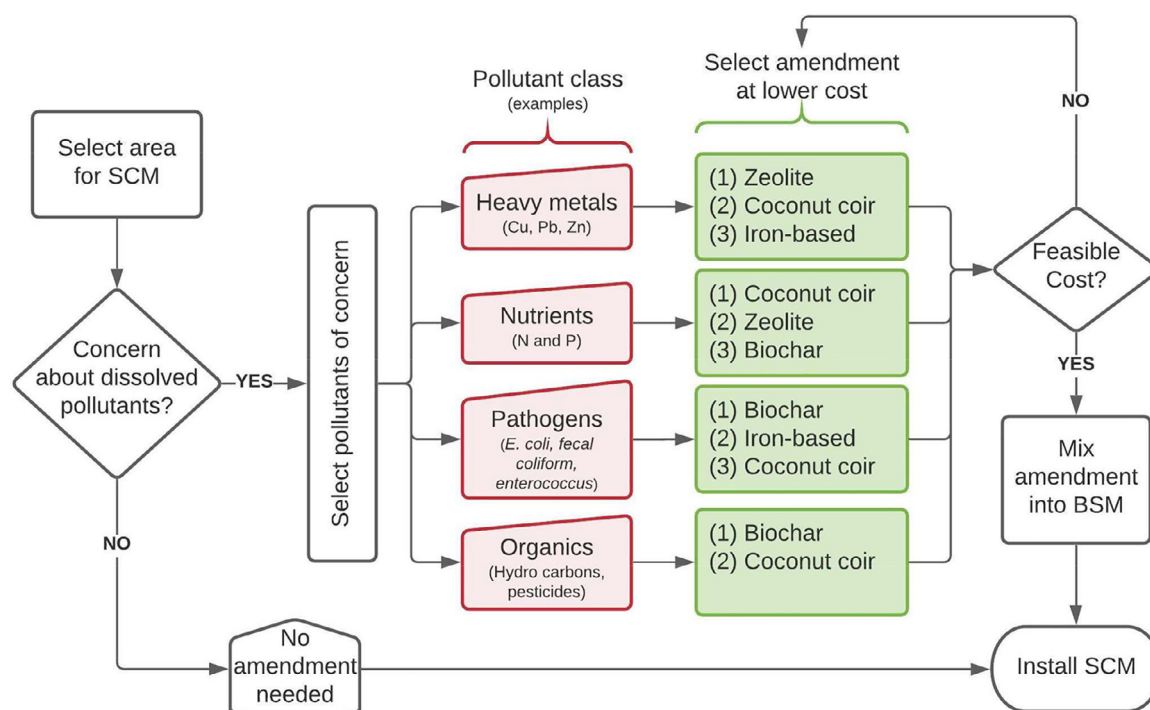 Select area
for SCM
Concern
about dissolved
pollutants?
YES
NO
No
amendment
needed
Select pollutants of concern
Pollutant class
(examples)
Heavy metals
(Cu, Pb, Zn)
Nutrients
(N and P)
Pathogens
(E. coli, fecal
coliform,
enterococcus)
Organics
(Hydro carbons,
pesticides)
Select amendment
at lower cost
(1) Zeolite
(2) Coconut coir
(3) Iron-based
(1) Coconut coir
(2) Zeolite
(3) Biochar
(1) Biochar
(2) Iron-based
(3) Coconut coir
(1) Biochar
(2) Coconut coir
NO
Feasible
Cost?
YES
Mix
amendment
into BSM
Install SCM